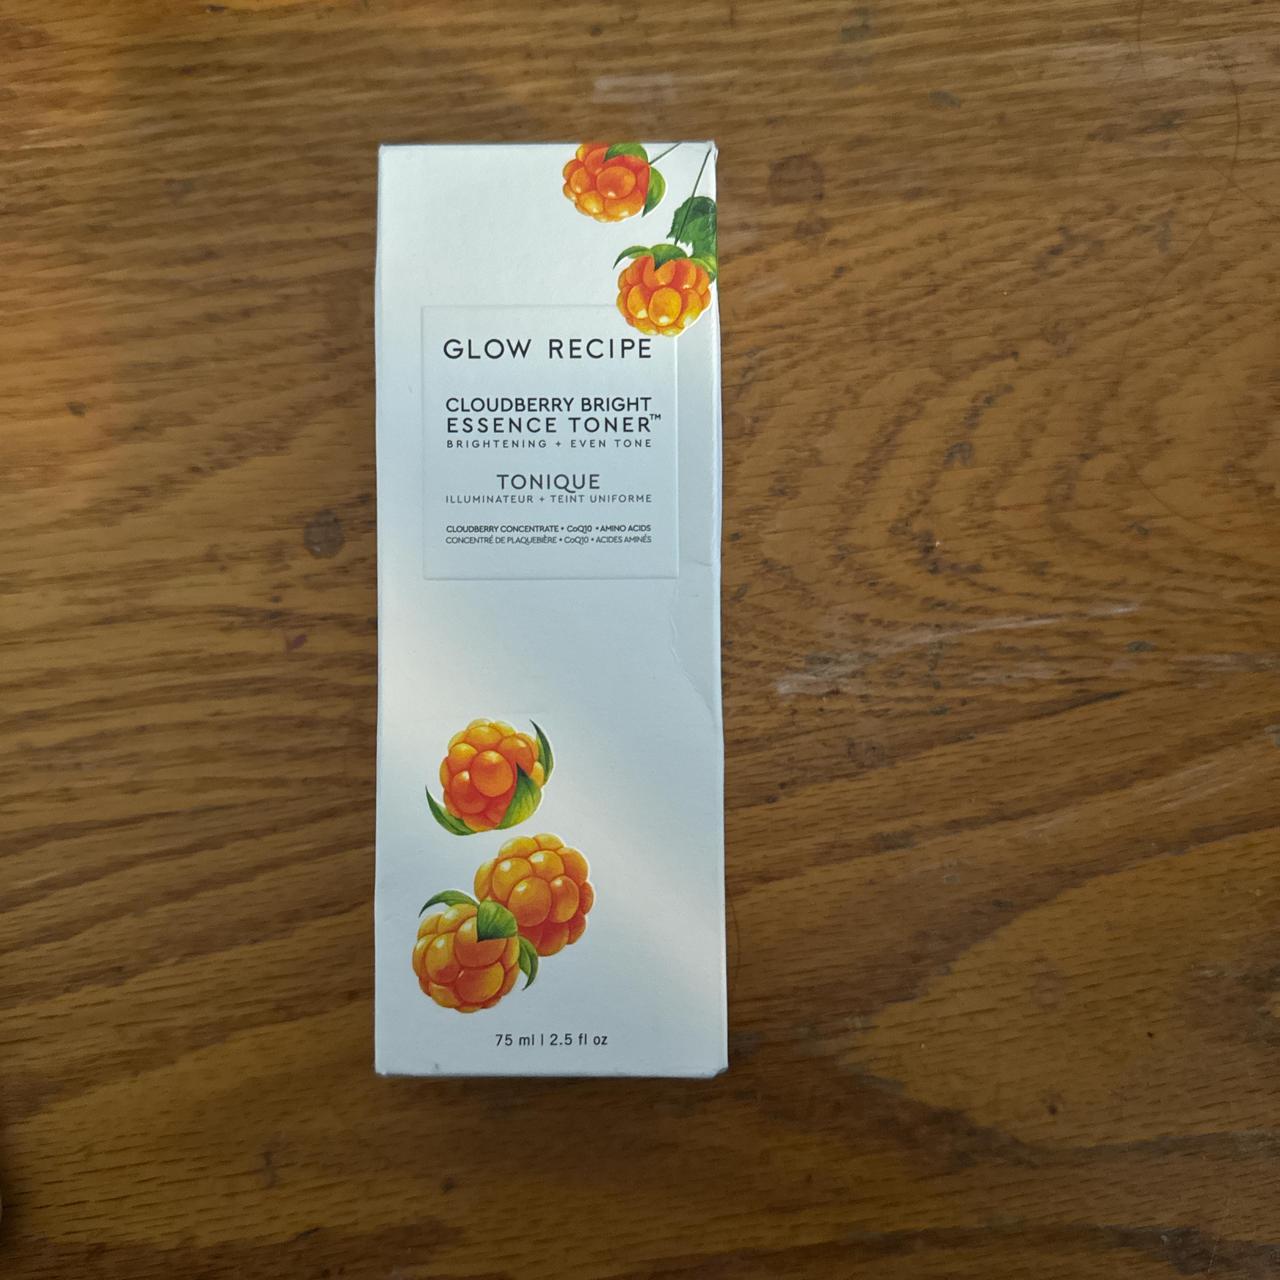 GLOW RECIPE
CLOUDBERRY BRIGHT
ESSENCE TONER™
BRIGHTENING + EVEN TONE
TONIQUE
ILLUMINATEUR + TEINT UNIFORME
CLOUDBERRY CONCENTRATE • CoQ10 • AMINO ACIDS
CONCENTRÉ DE PLAQUEBIÈRE • CoQ10 • ACIDES AMINÉS
75 ml | 2.5 fl oz